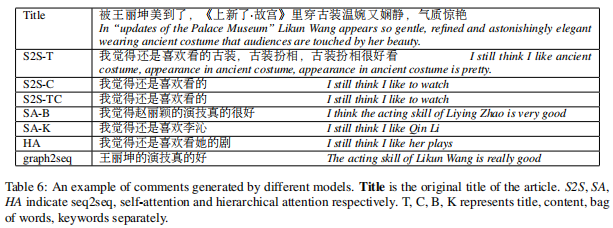 Title 被王丽坤美到了，《上新了·故宫》里穿古装温婉又娴静，气质惊艳
In “updates of the Palace Museum” Likun Wang appears so gentle, refined and astonishingly elegant
wearing ancient costume that audiences are touched by her beauty.
S2S-T 我觉得还是喜欢看的古装，古装扮相，古装扮相很好看 I still think I like ancient
costume, appearance in ancient costume, appearance in ancient costume is pretty.
S2S-C 我觉得还是喜欢看的 I still think I like to watch
S2S-TC 我觉得还是喜欢看的 I still think I like to watch
SA-B 我觉得赵丽颖的演技真的很好 I think the acting skill of Liying Zhao is very good
SA-K 我觉得还是喜欢李沁 I still think I like Qin Li
HA 我觉得还是喜欢看她的剧 I still think I like her plays
graph2seq 王丽坤的演技真的好 The acting skill of Likun Wang is really good
Table 6: An example of comments generated by different models. Title is the original title of the article. S2S, SA,
HA indicate seq2seq, self-attention and hierarchical attention respectively. T, C, B, K represents title, content, bag
of words, keywords separately.